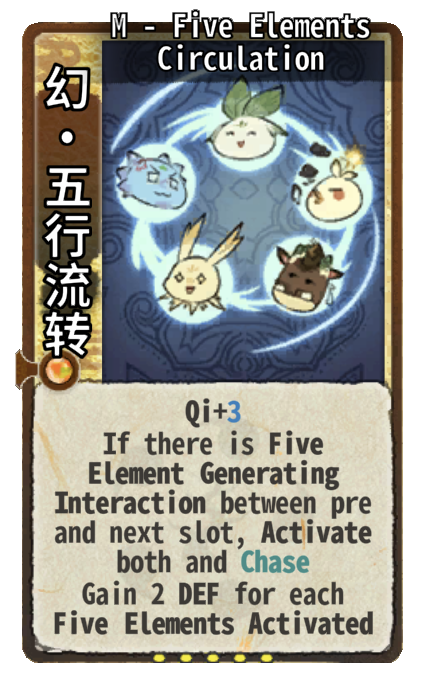 M - Five Elements
Circulation
幻·五行流转
Qi+3
If there is Five
Element Generating
Interaction between pre
and next slot, Activate
both and Chase
Gain 2 DEF for each
Five Elements Activated